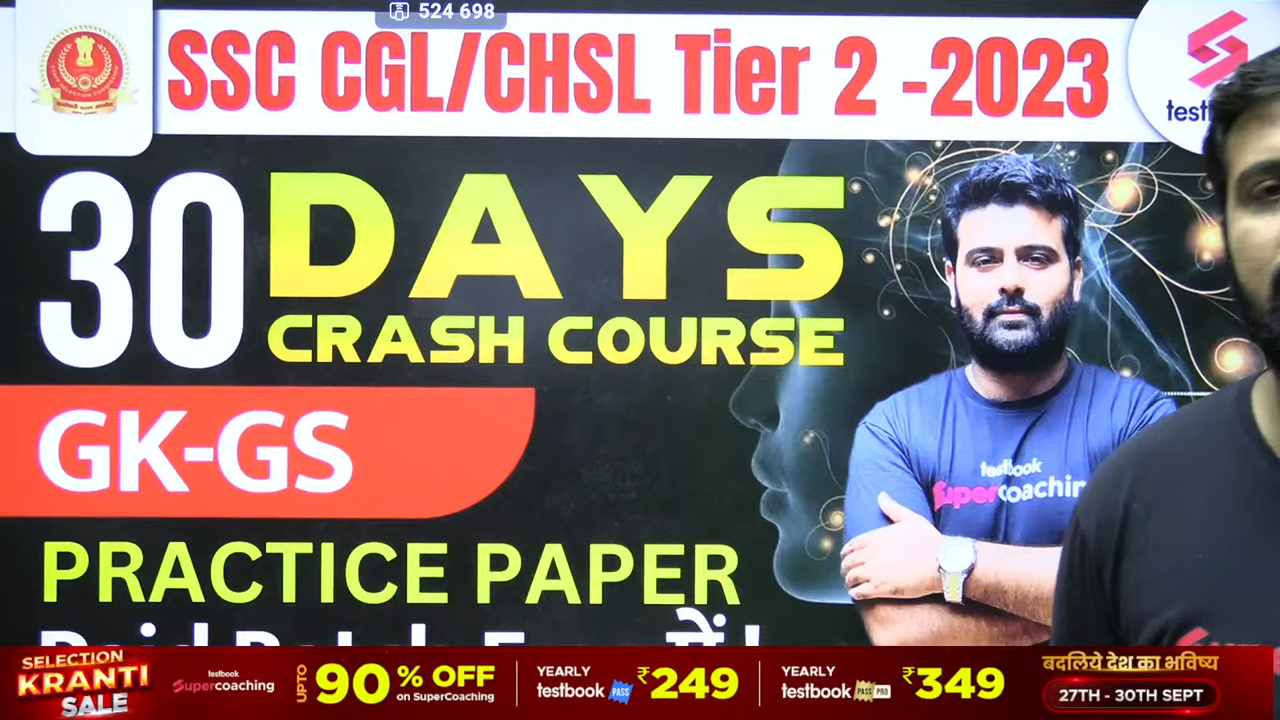 524 698
SSC CGL/CHSL Tier 2 -2023
30 DAYS
CRASH COURSE
testbook
Supercoachin
GK-GS
PRACTICE PAPER
SELECTION
KRANTI
SALE
testbook
Supercoaching
UPTO 90% OFF
on SuperCoaching
YEARLY
testbook PASS
₹249
YEARLY
testbook PASS PRO
₹349
बदलिये देश का भविष्य
27TH - 30TH SEPT